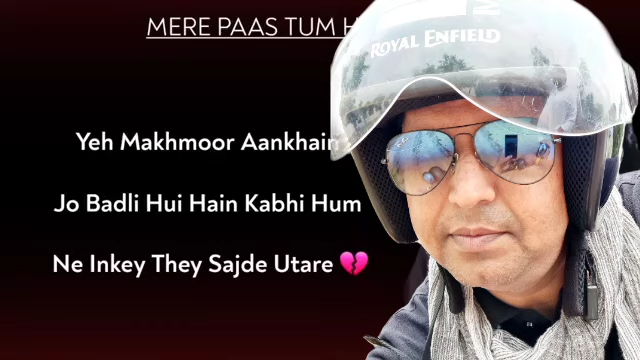 MERE PAAS TUM
ROYAL ENFIELD
Yeh Makhmoor Aankhain
Jo Badli Hui Hain Kabhi Hum
Ne Inkey They Sajde Utare 💔